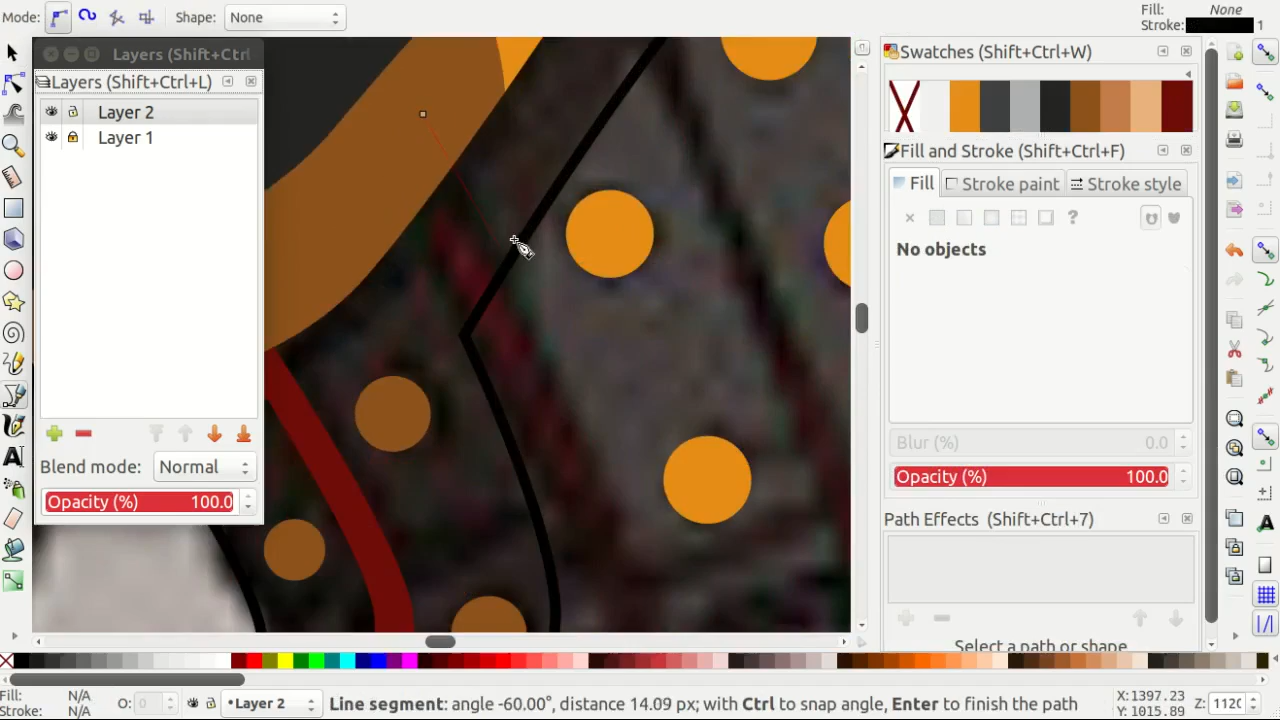 Mode:
Shape: None
Fill: None
Stroke: 1
Layers (Shift+Ctrl
Layers (Shift+Ctrl+L)
Layer 2
Layer 1
Blend mode: Normal
Opacity (%) 100.0
Swatches (Shift+Ctrl+W)
Fill and Stroke (Shift+Ctrl+F)
Fill Stroke paint Stroke style
No objects
Blur (%) 0.0
Opacity (%) 100.0
Path Effects (Shift+Ctrl+7)
Select a path or shape
Fill: N/A
Stroke: N/A
O: 0
Layer 2
Line segment: angle -60.00°, distance 14.09 px; with Ctrl to snap angle, Enter to finish the path
X:1397.23
Y:1015.89
Z: 112